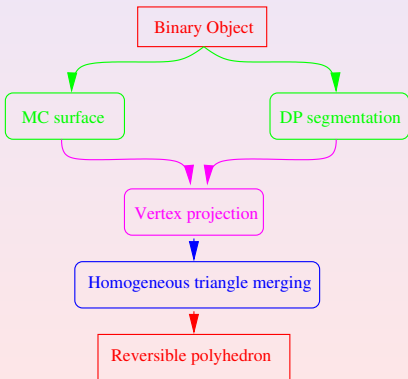 Binary Object
MC surface
DP segmentation
Vertex projection
Homogeneous triangle merging
Reversible polyhedron